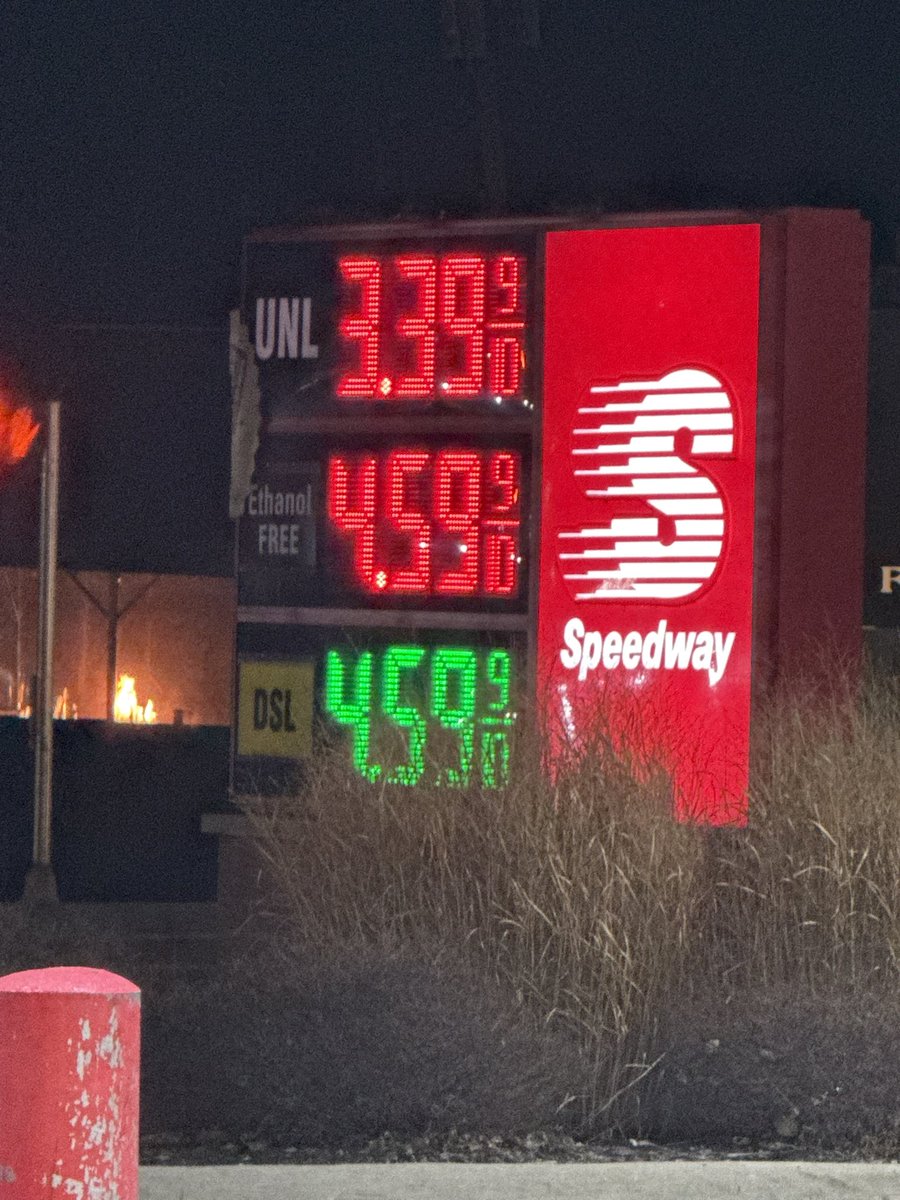 UNL 3.39 9/10
Ethanol
FREE 4.59 9/10
DSL 4.59 9/10
S
Speedway
F